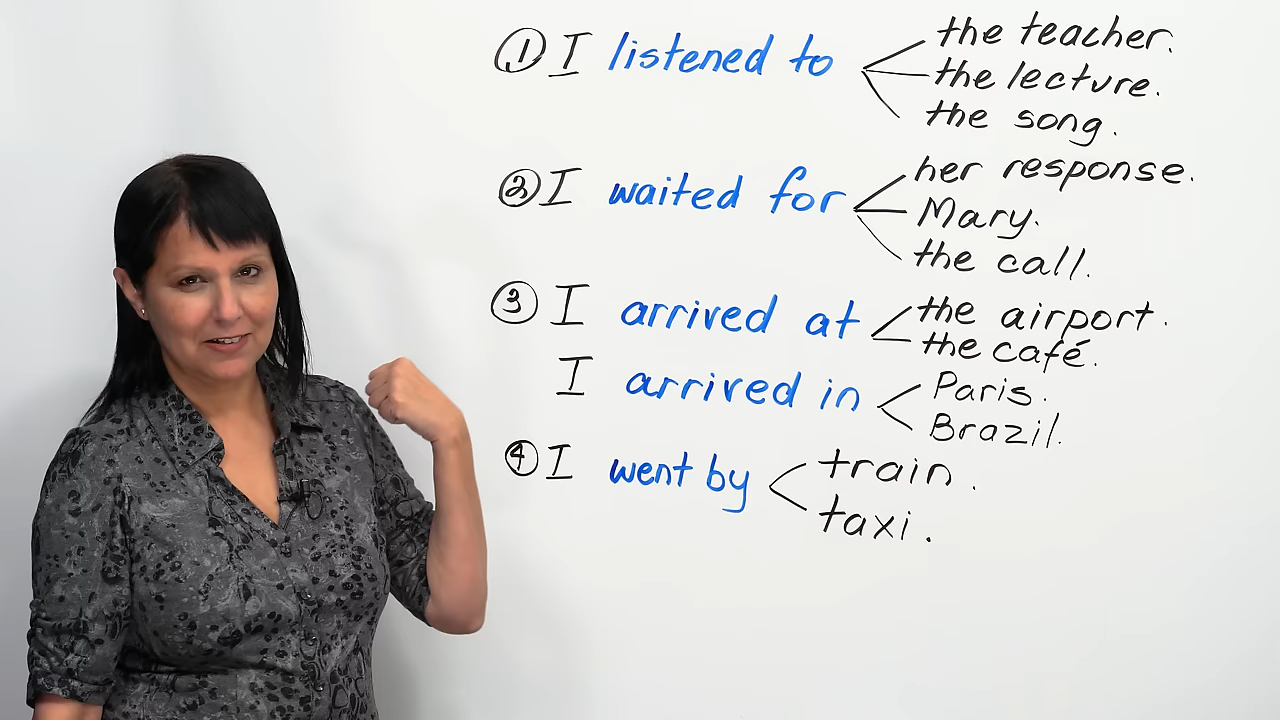 ① I listened to the teacher.
the lecture.
the song.
② I waited for her response.
Mary.
the call.
③ I arrived at the airport.
the café.
I arrived in Paris.
Brazil.
④ I went by train.
taxi.